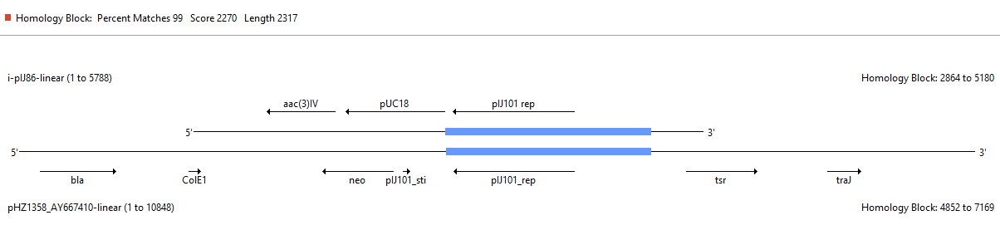 Homology Block: Percent Matches 99 Score 2270 Length 2317
i-pIJ86-linear (1 to 5788) Homology Block: 2864 to 5180
aac(3)IV pUC18 pIJ101 rep
5' 3'
5' 3'
bla ColE1 neo pIJ101_sti pIJ101_rep tsr traJ
pHZ1358_AY667410-linear (1 to 10848) Homology Block: 4852 to 7169